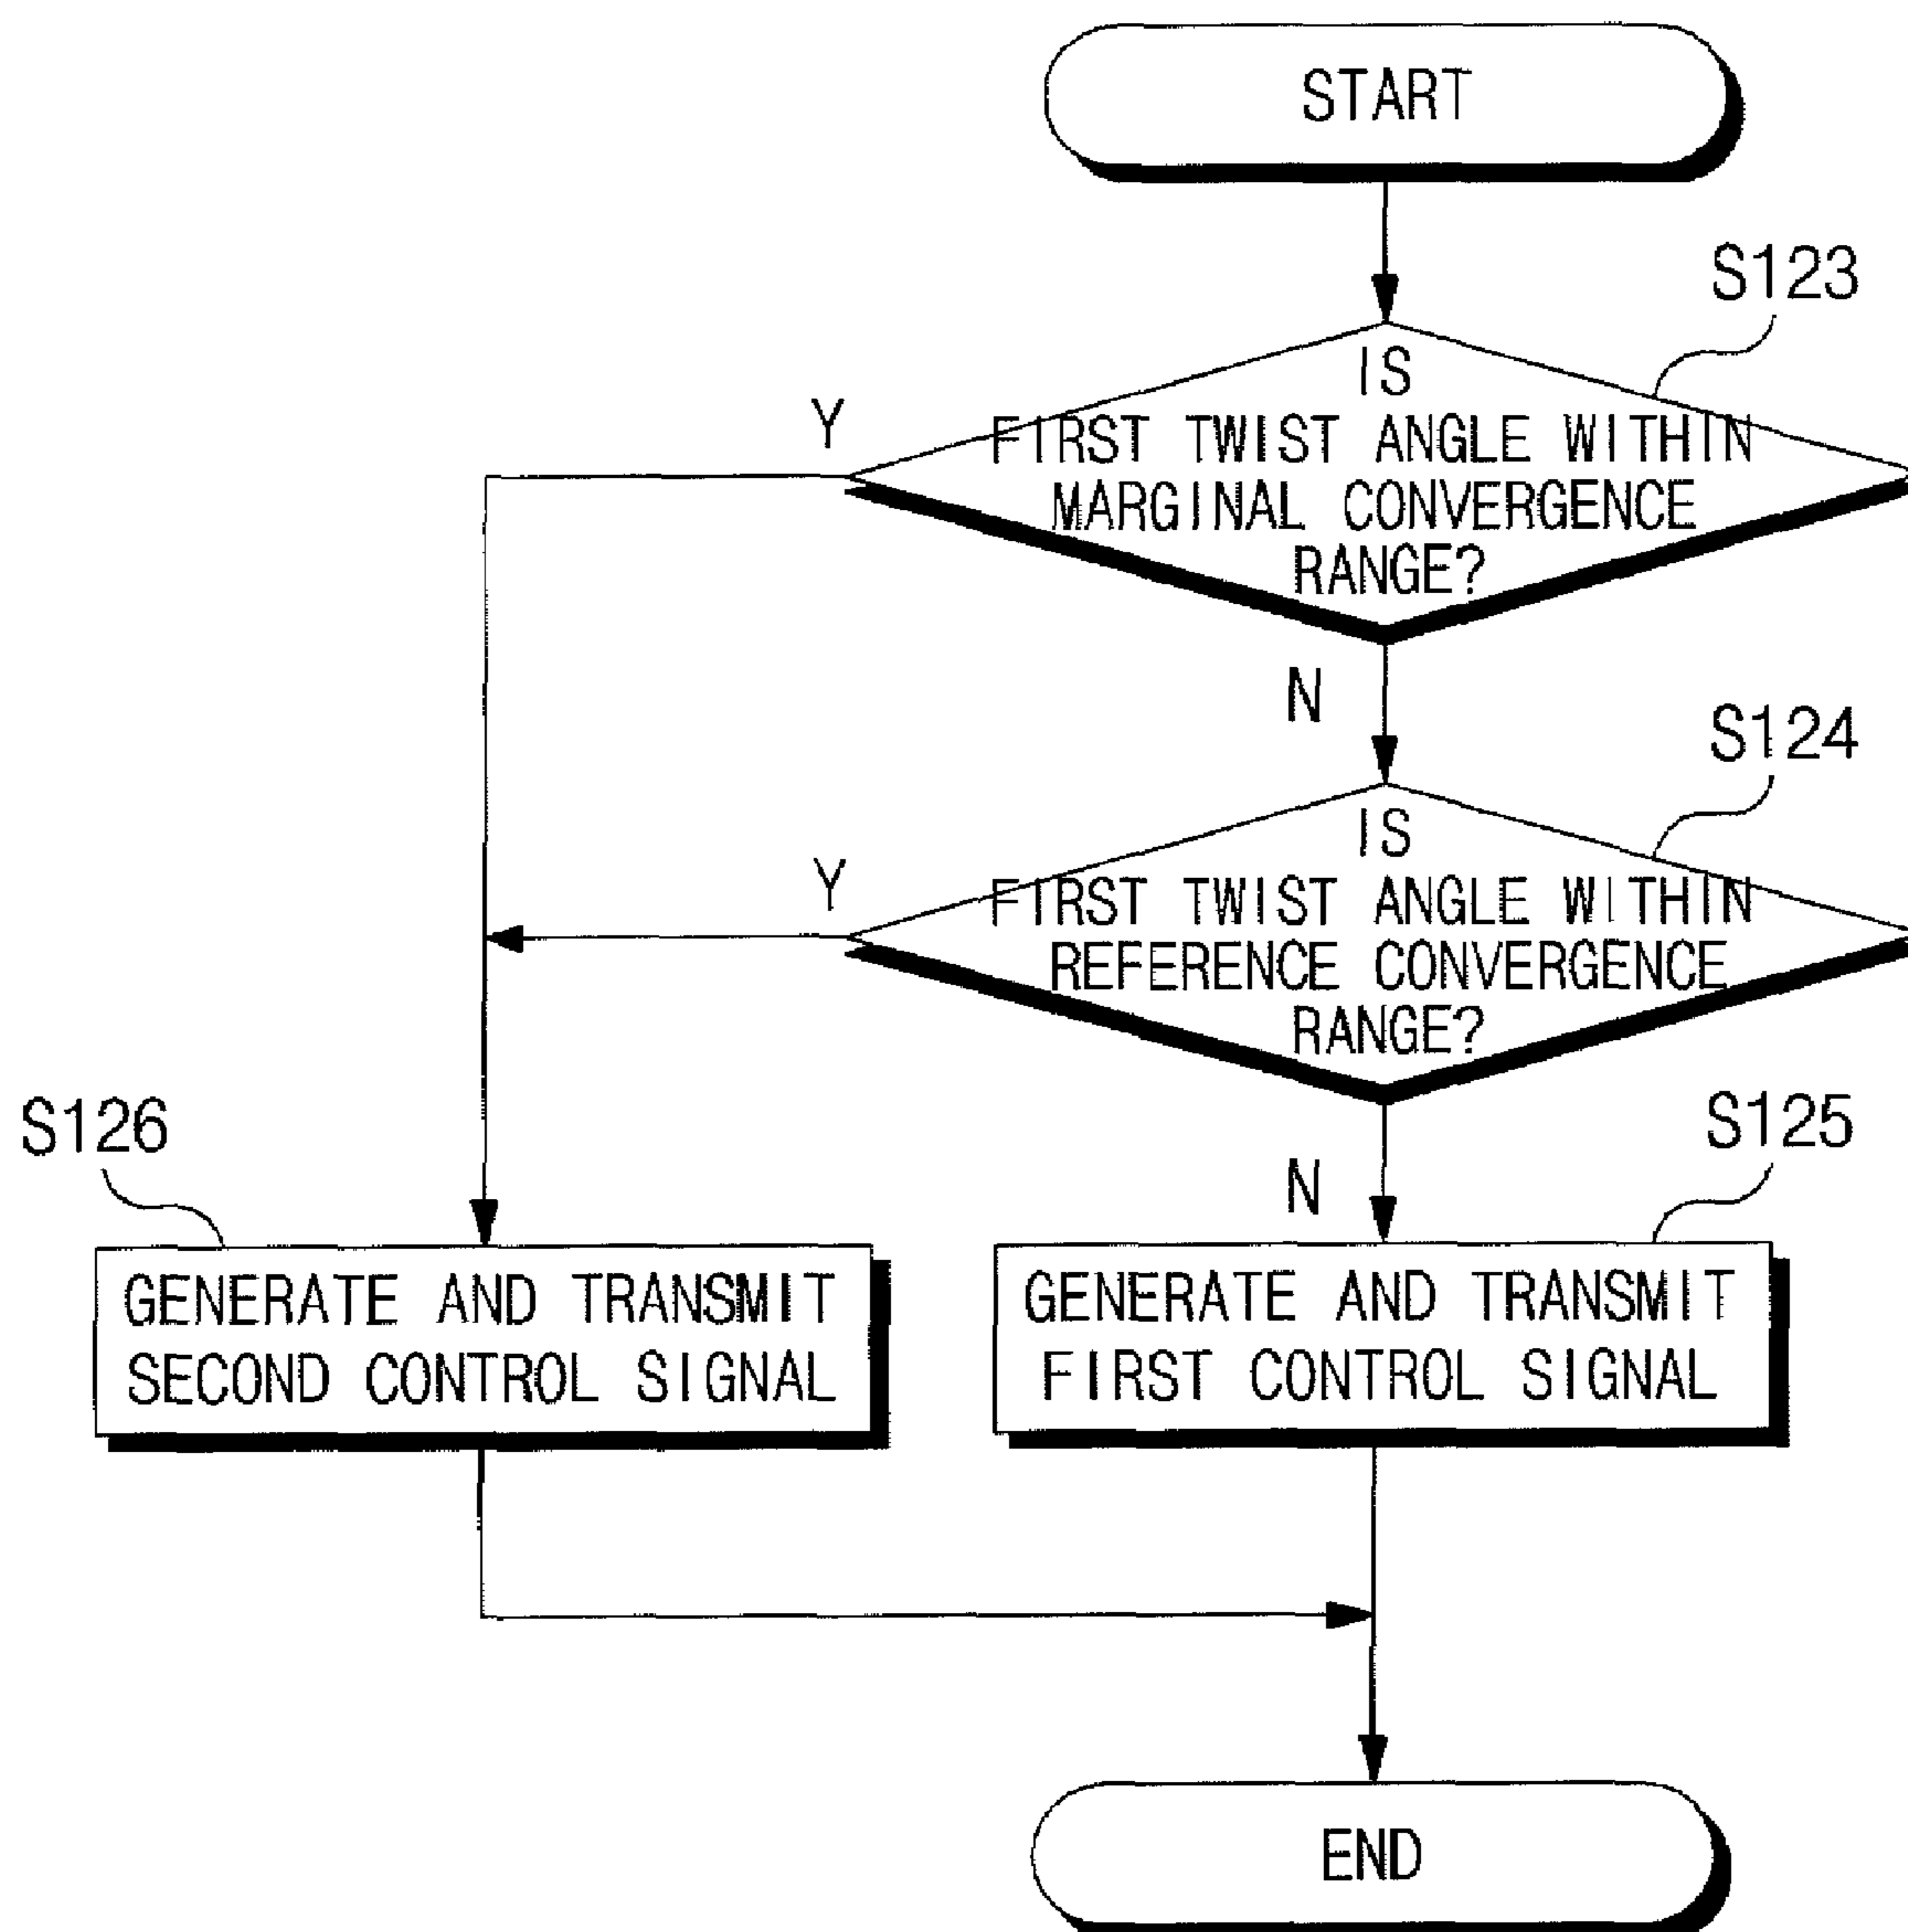 START
S123
IS
FIRST TWIST ANGLE WITHIN
MARGINAL CONVERGENCE
RANGE?
Y
N
S124
IS
FIRST TWIST ANGLE WITHIN
REFERENCE CONVERGENCE
RANGE?
Y
N
S126
GENERATE AND TRANSMIT
SECOND CONTROL SIGNAL
S125
GENERATE AND TRANSMIT
FIRST CONTROL SIGNAL
END